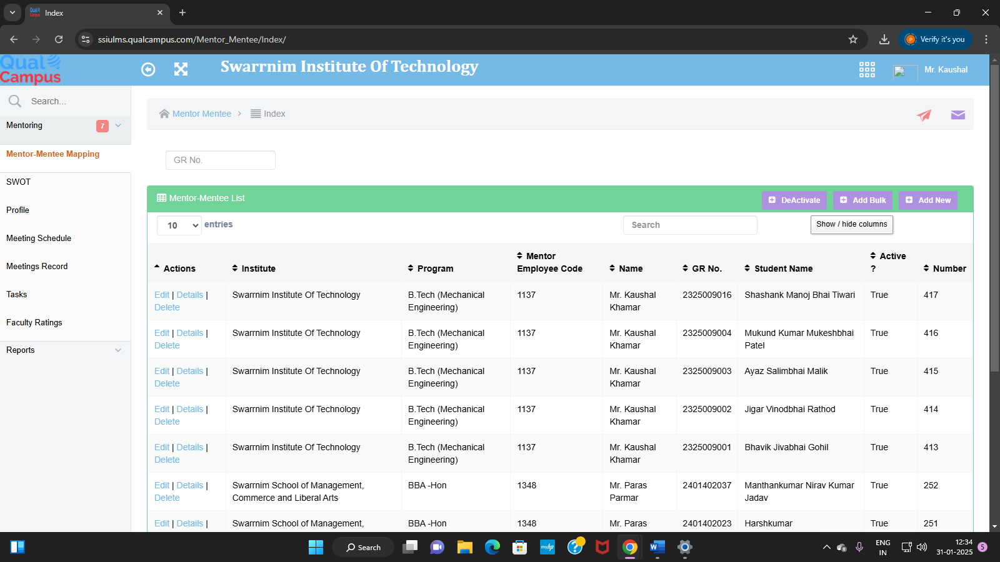 Index
ssiulms.qualcampus.com/Mentor_Mentee/Index/
P Verify it's you
Qual
Campus
Swarrnim Institute Of Technology
Mr. Kaushal
Search...
Mentoring 7
Mentor-Mentee Mapping
SWOT
Profile
Meeting Schedule
Meetings Record
Tasks
Faculty Ratings
Reports
Mentor Mentee > Index
GR No.
Mentor-Mentee List
DeActivate Add Bulk Add New
10 entries
Search
Show / hide columns
Actions Institute Program Mentor Employee Code Name GR No. Student Name Active ? Number
Edit | Details | Swarrnim Institute Of Technology B.Tech (Mechanical 1137 Mr. Kaushal 2325009016 Shashank Manoj Bhai Tiwari True 417
Delete Engineering) Khamar
Edit | Details | Swarrnim Institute Of Technology B.Tech (Mechanical 1137 Mr. Kaushal 2325009004 Mukund Kumar Mukeshbhai True 416
Delete Engineering) Khamar Patel
Edit | Details | Swarrnim Institute Of Technology B.Tech (Mechanical 1137 Mr. Kaushal 2325009003 Ayaz Salimbhai Malik True 415
Delete Engineering) Khamar
Edit | Details | Swarrnim Institute Of Technology B.Tech (Mechanical 1137 Mr. Kaushal 2325009002 Jigar Vinodbhai Rathod True 414
Delete Engineering) Khamar
Edit | Details | Swarrnim Institute Of Technology B.Tech (Mechanical 1137 Mr. Kaushal 2325009001 Bhavik Jivabhai Gohil True 413
Delete Engineering) Khamar
Edit | Details | Swarrnim School of Management, BBA -Hon 1348 Mr. Paras 2401402037 Manthankumar Nirav Kumar True 252
Delete Commerce and Liberal Arts Parmar Jadav
Edit | Details | Swarrnim School of Management, BBA -Hon 1348 Mr. Paras 2401402023 Harshkumar True 251
Search
myhp
W
ENG
IN
12:34
31-01-2025
5